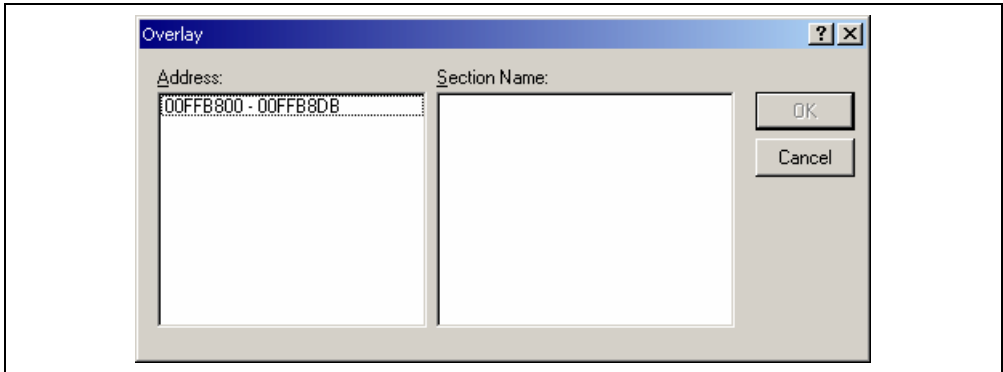 Overlay
Address:
Section Name:
00FFB800 - 00FFB8DB
OK
Cancel